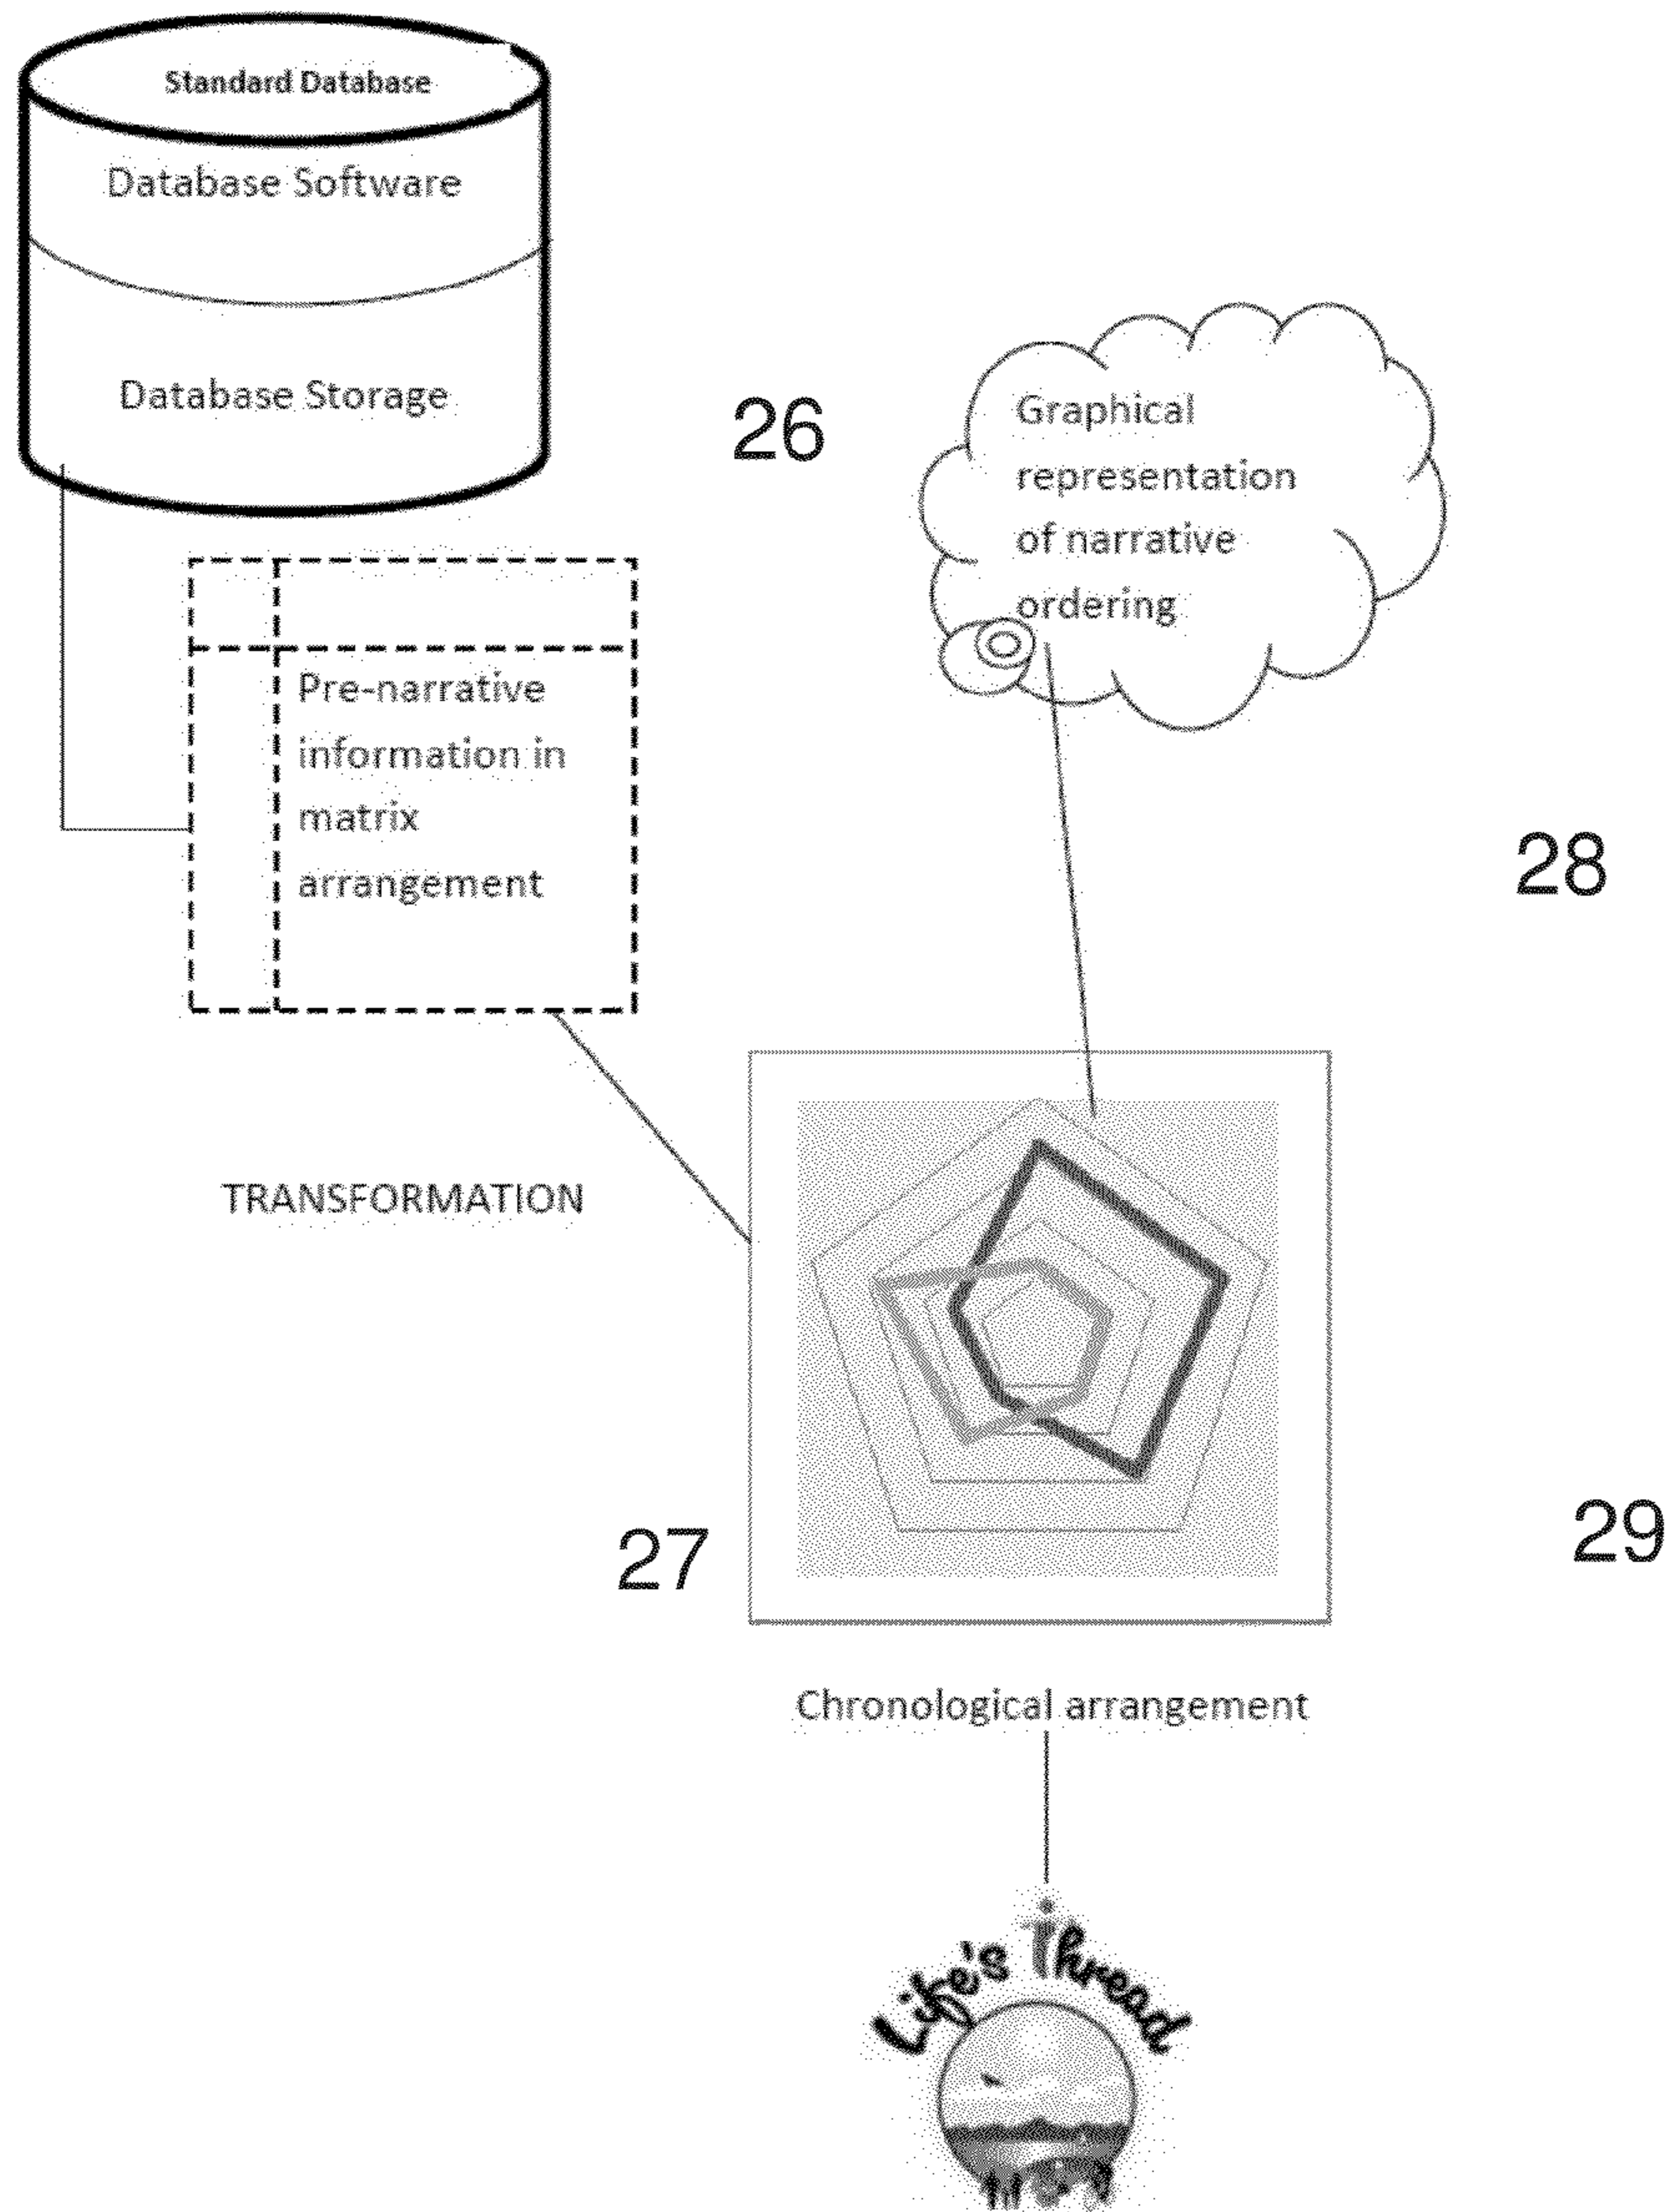 Standard Database
Database Software
Database Storage
26
Graphical
representation
of narrative
ordering
Pre-narrative
information in
matrix
arrangement
28
TRANSFORMATION
27
29
Chronological arrangement
Life's Thread